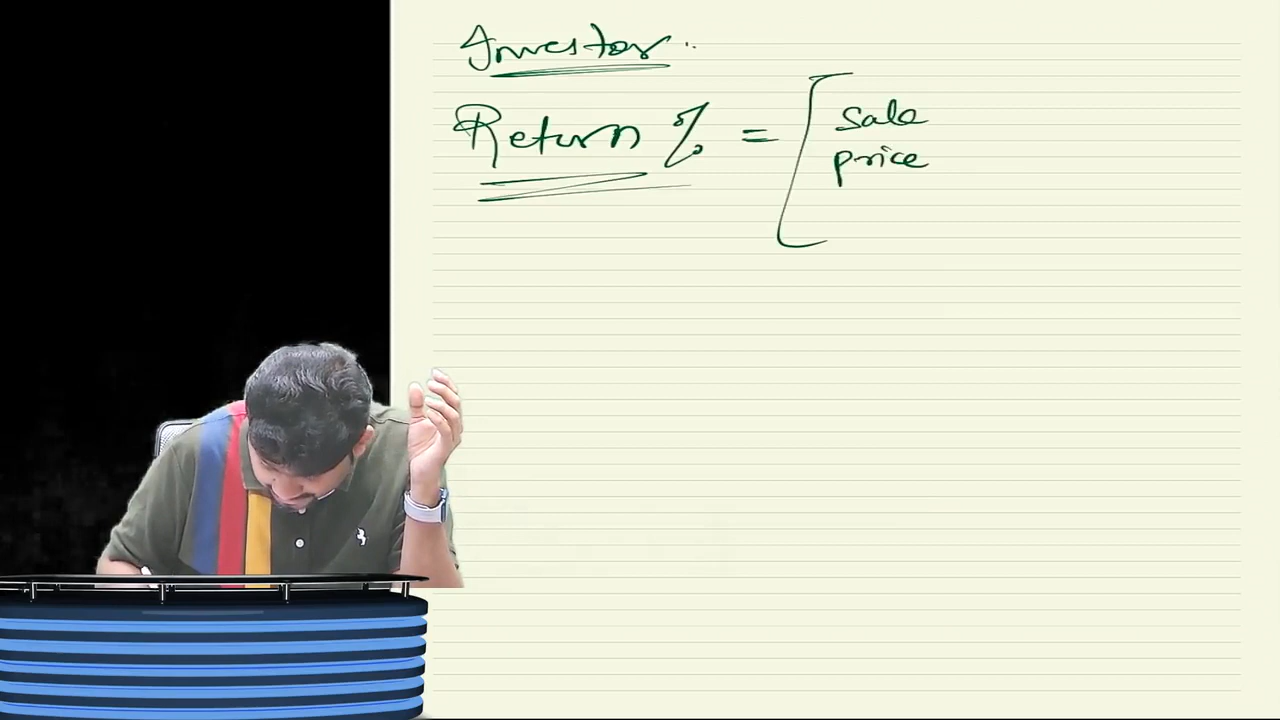 Investor
Return % = [ sale
price